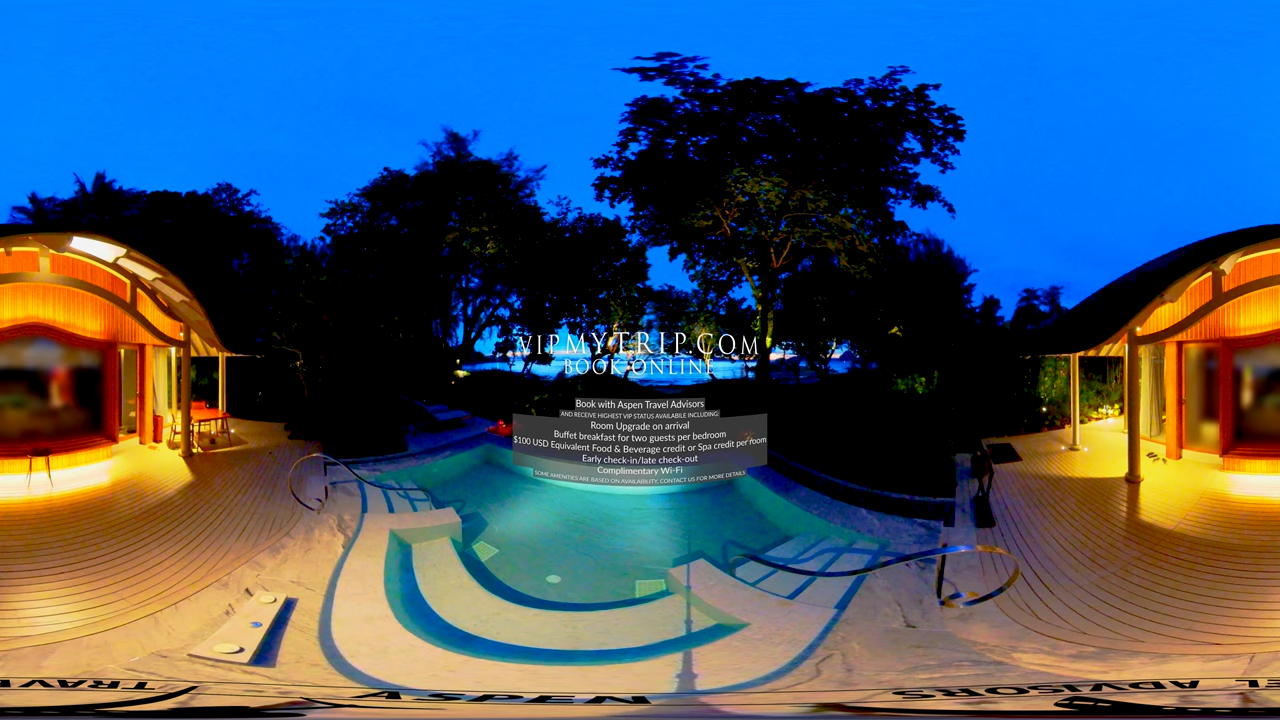 VIPMYTRIP.COM
BOOK ONLINE
Book with Aspen Travel Advisors
AND RECEIVE HIGHEST VIP STATUS AVAILABILE INCLUDING:
Room Upgrade on arrival
Buffet breakfast for two guests per bedroom
$100 USD Equivalent Food & Beverage credit or Spa credit per room
Early check-in/late check-out
Complimentary Wi-Fi
SOME AMENITIES ARE BASED ON AVAILABILITY, CONTACT US FOR MORE DETAILS
ASPEN
TRAVEL ADVISORS